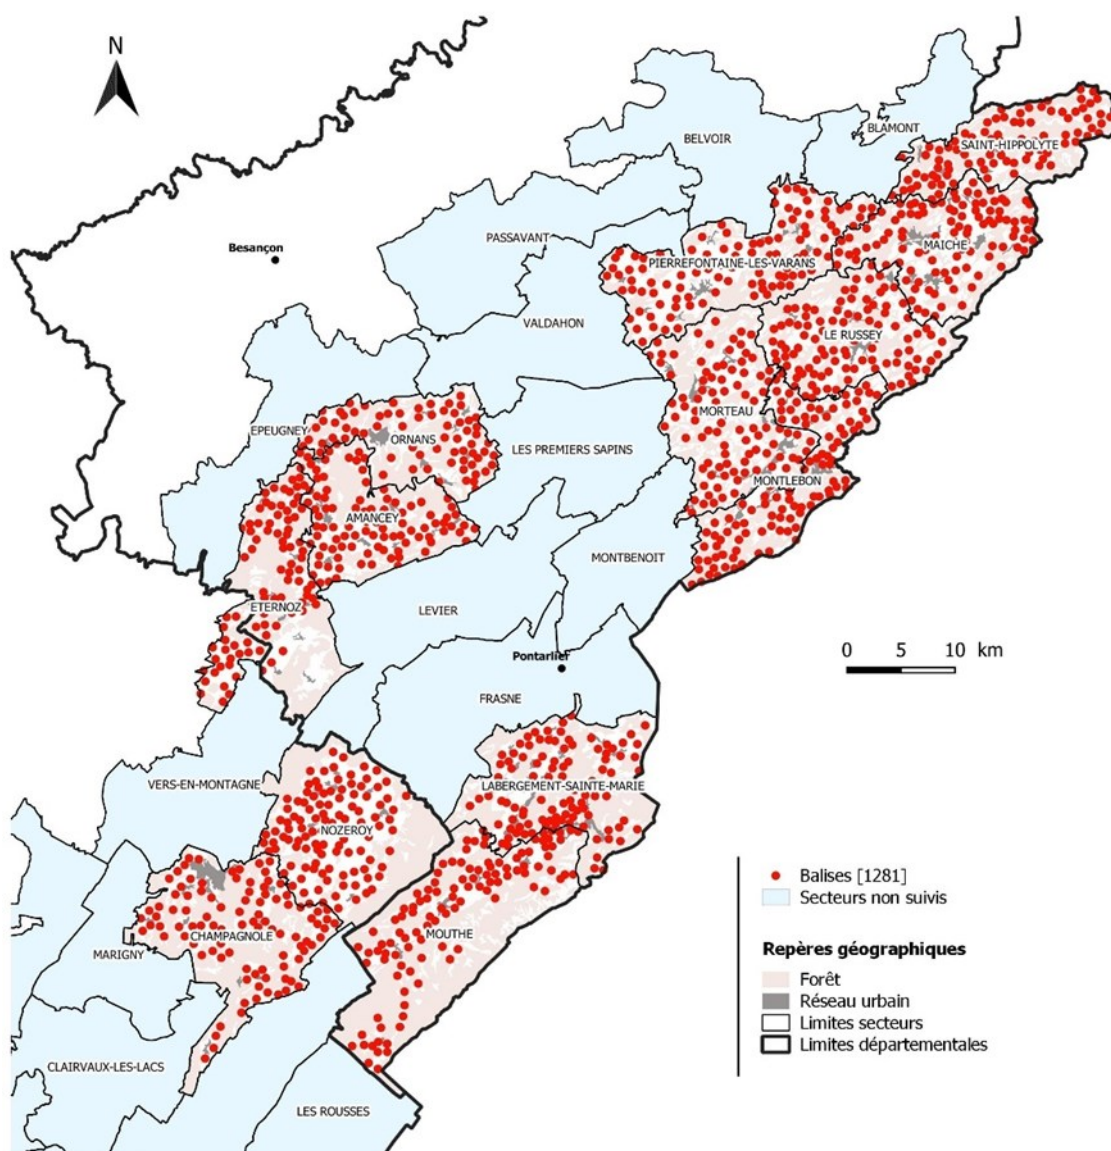 N
BELVOIR
BLAMONT
SAINT-HIPPOLYTE
PASSAVANT
Besançon
MAICHE
PIERREFONTAINE-LES-VARANS
VALDAHON
LE RUSSEY
MORTEAU
EPEUGNEY
ORNANS
LES PREMIERS SAPINS
MONTLEBON
AMANCEY
MONTBENOIT
ETERNOZ
LEVIER
0 5 10 km
Pontarlier
FRASNE
VERS-EN-MONTAGNE
LABERGEMENT-SAINTE-MARIE
NOZEROY
Balises [1281]
Secteurs non suivis
MARIGNY
CHAMPAGNOLE
MOUTHE
Repères géographiques
Forêt
Réseau urbain
Limites secteurs
Limites départementales
CLAIRVAUX-LES-LACS
LES ROUSSES